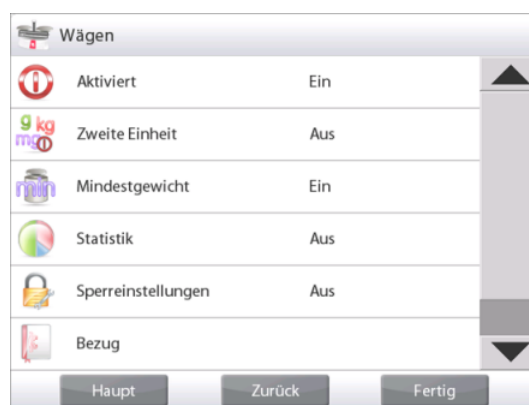 Wägen
Aktiviert Ein
g kg mg Zweite Einheit Aus
min Mindestgewicht Ein
Statistik Aus
Sperreinstellungen Aus
Bezug
Haupt Zurück Fertig